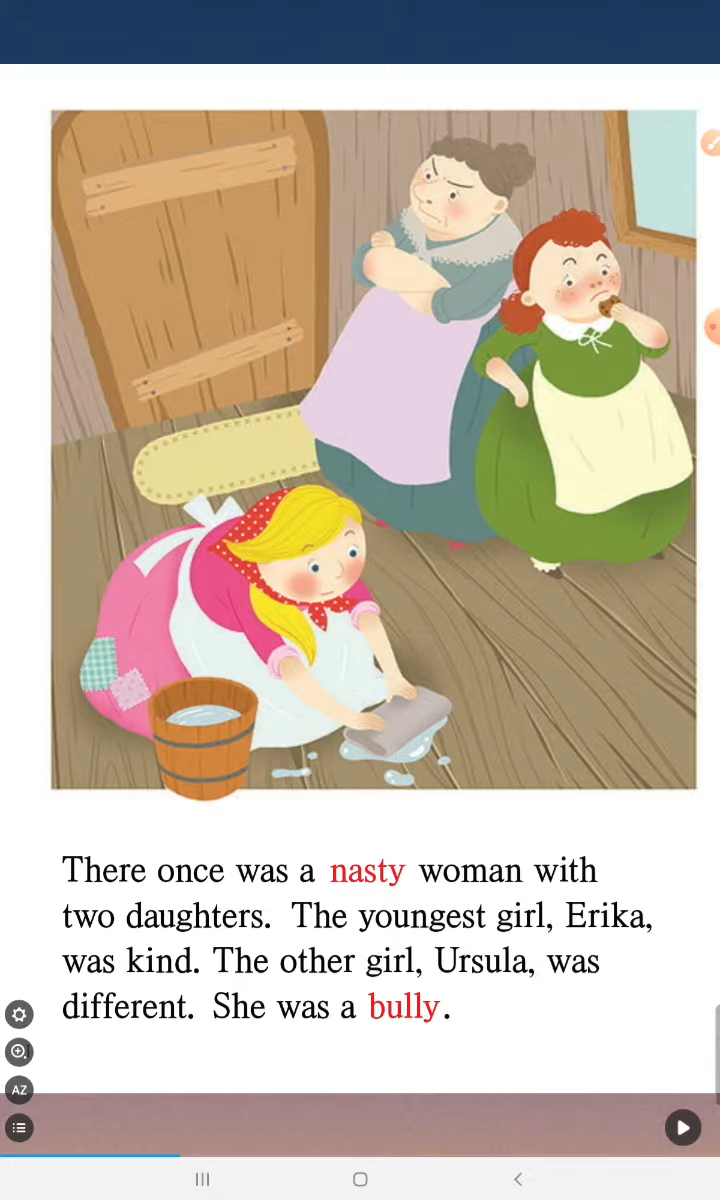 There once was a nasty woman with
two daughters. The youngest girl, Erika,
was kind. The other girl, Ursula, was
different. She was a bully.
AZ